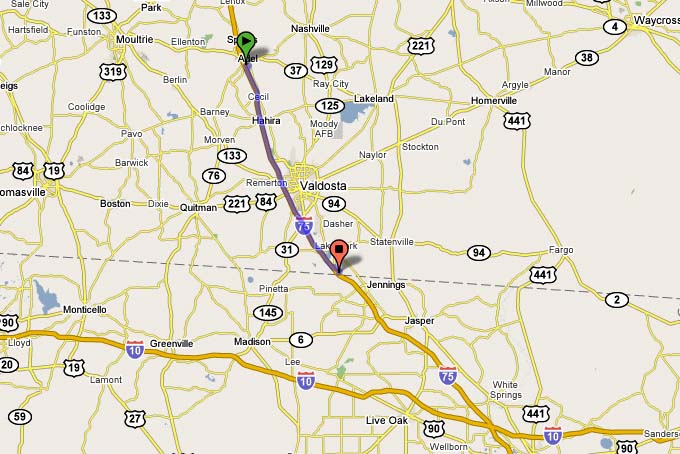 Sale City
133
Park
Lenox
Nashville
Willacoochee
Millwood
Waycross
4
Hartsfield
Funston
Moultrie
Ellenton
221
38
319
Adel
37
129
Ray City
Manor
Berlin
Cecil
Argyle
Coolidge
125
Lakeland
Homerville
Barney
Hahira
Moody
AFB
Du Pont
441
Pavo
Morven
Stockton
Barwick
133
Naylor
84
19
76
Remerton
Valdosta
Boston
Dixie
221
84
94
Quitman
75
Dasher
31
Statenville
94
Fargo
441
Pinetta
Jennings
2
Monticello
145
Jasper
90
Lloyd
10
Greenville
Madison
6
Lee
20
19
Lamont
10
75
White
Springs
59
27
441
Live Oak
90
10
Sanders
90
Wellborn